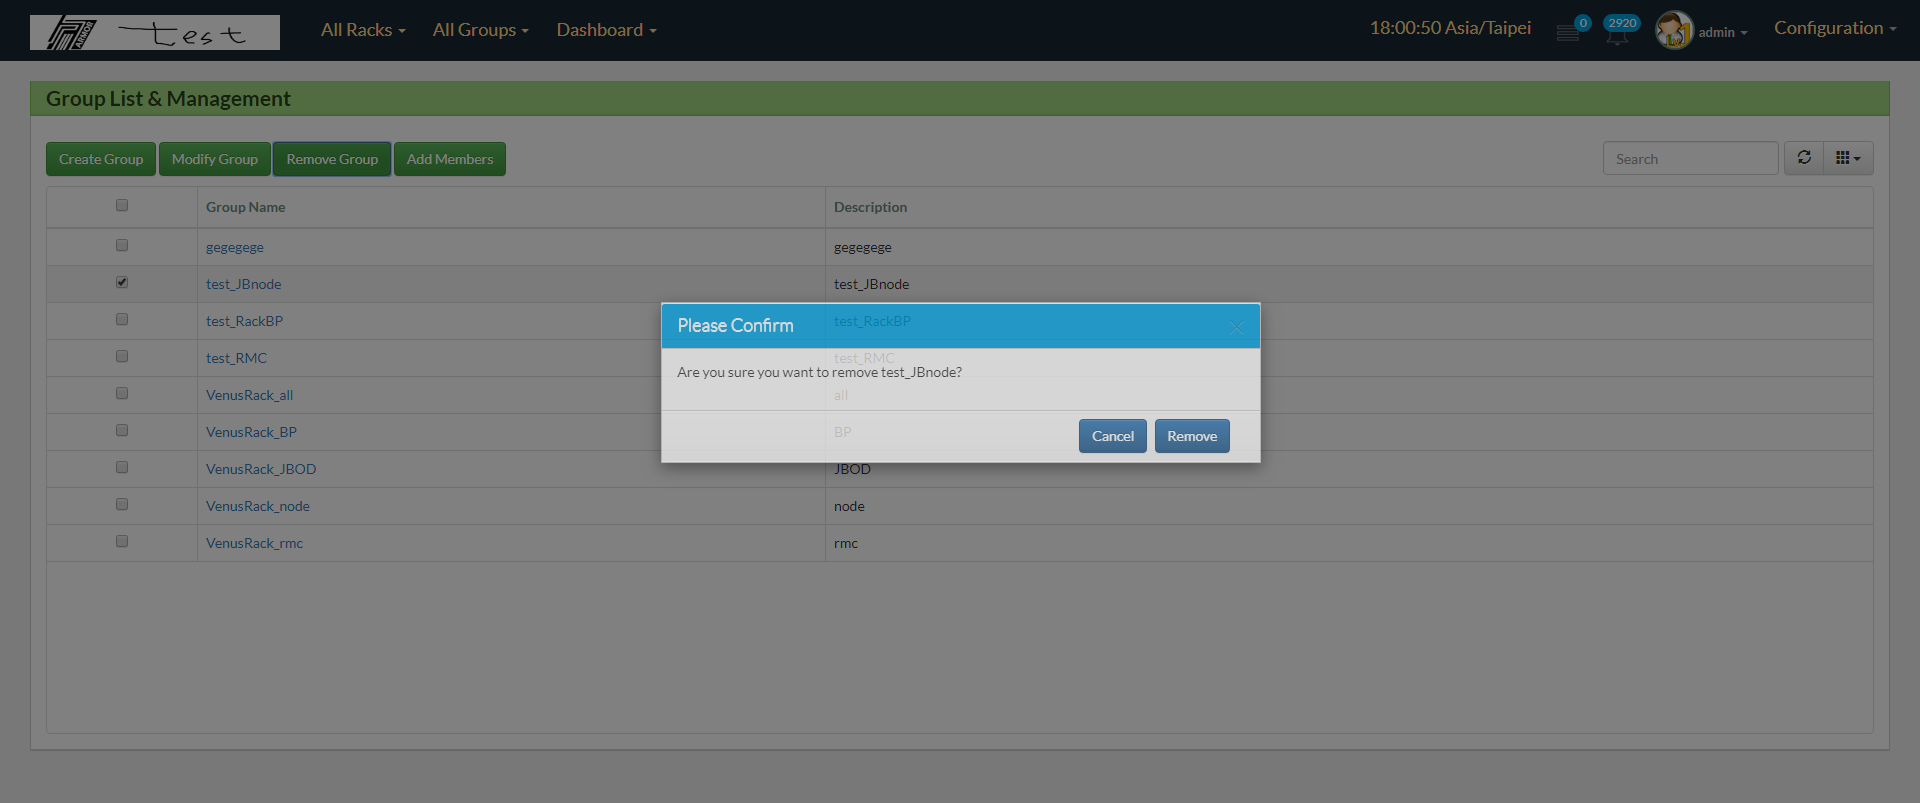 ARMOR test All Racks All Groups Dashboard 18:00:50 Asia/Taipei 0 2920 admin Configuration
Group List & Management
Create Group Modify Group Remove Group Add Members Search
Group Name Description
gegegege gegegege
test_JBnode test_JBnode
test_RackBP test_RackBP
Please Confirm
test_RMC test_RMC
Are you sure you want to remove test_JBnode?
VenusRack_all all
VenusRack_BP BP
Cancel Remove
VenusRack_JBOD JBOD
VenusRack_node node
VenusRack_rmc rmc